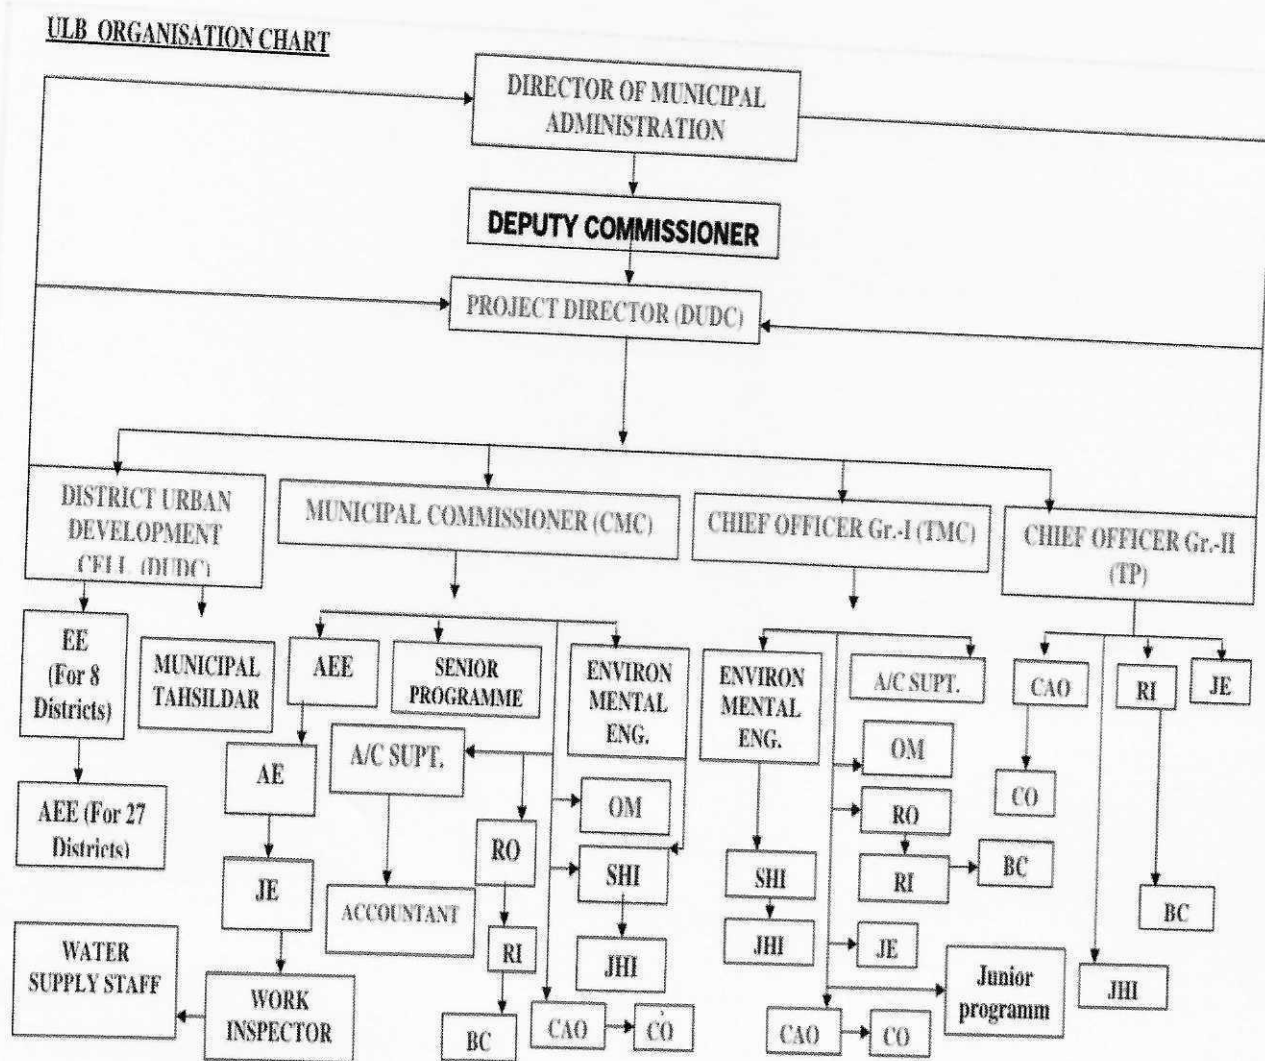 ULB ORGANISATION CHART
DIRECTOR OF MUNICIPAL
ADMINISTRATION
DEPUTY COMMISSIONER
PROJECT DIRECTOR (DUDC)
DISTRICT URBAN
DEVELOPMENT
CELL (DUDC)
MUNICIPAL COMMISSIONER (CMC)
CHIEF OFFICER Gr.-I (TMC)
CHIEF OFFICER Gr.-II
(TP)
EE
(For 8
Districts)
MUNICIPAL
TAHSILDAR
AEE
SENIOR
PROGRAMME
ENVIRON
MENTAL
ENG.
ENVIRON
MENTAL
ENG.
A/C SUPT.
CAO
RI
JE
AEE (For 27
Districts)
AE
A/C SUPT.
OM
OM
CO
JE
RO
SHI
SHI
RO
RI
BC
ACCOUNTANT
BC
WATER
SUPPLY STAFF
WORK
INSPECTOR
RI
JHI
JHI
JE
Junior
programm
JHI
BC
CAO
CO
CAO
CO